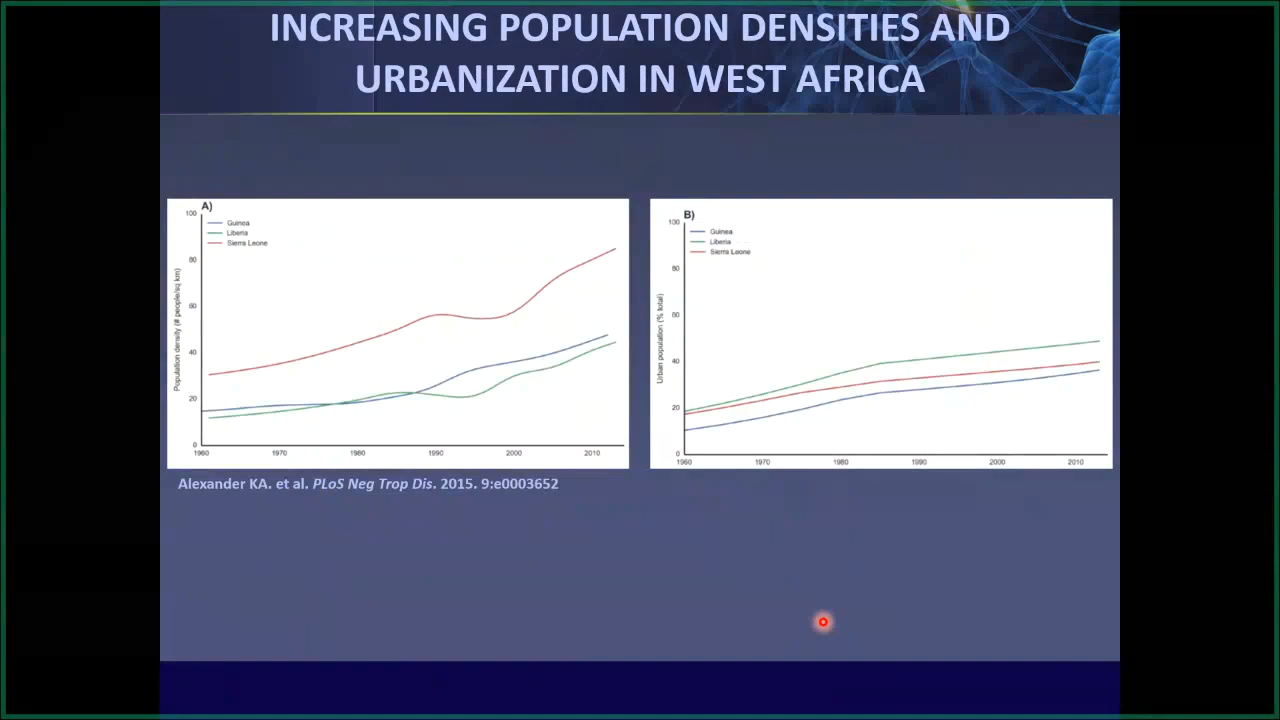 INCREASING POPULATION DENSITIES AND
URBANIZATION IN WEST AFRICA
A)
100
80
60
40
20
0
Population density (# people/sq km)
Guinea
Liberia
Sierra Leone
1960 1970 1980 1990 2000 2010
B)
100
80
60
40
20
0
Urban population (% total)
Guinea
Liberia
Sierra Leone
1960 1970 1980 1990 2000 2010
Alexander KA. et al. PLoS Neg Trop Dis. 2015. 9:e0003652